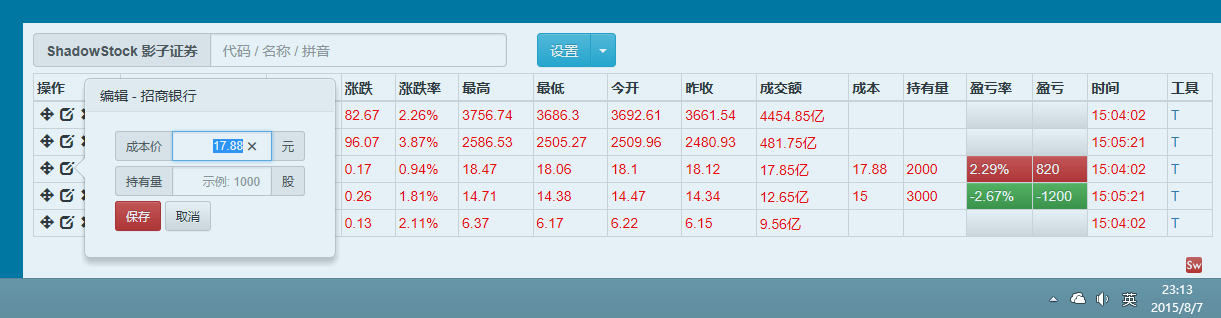 ShadowStock 影子证券 代码 / 名称 / 拼音 设置
操作 涨跌 涨跌率 最高 最低 今开 昨收 成交额 成本 持有量 盈亏率 盈亏 时间 工具
编辑 - 招商银行
82.67 2.26% 3756.74 3686.3 3692.61 3661.54 4454.85亿 15:04:02 T
成本价 17.88 元
96.07 3.87% 2586.53 2505.27 2509.96 2480.93 481.75亿 15:05:21 T
0.17 0.94% 18.47 18.06 18.1 18.12 17.85亿 17.88 2000 2.29% 820 15:04:02 T
持有量 示例: 1000 股
0.26 1.81% 14.71 14.38 14.47 14.34 12.65亿 15 3000 -2.67% -1200 15:05:21 T
保存 取消
0.13 2.11% 6.37 6.17 6.22 6.15 9.56亿 15:04:02 T
Sw
英 23:13
2015/8/7